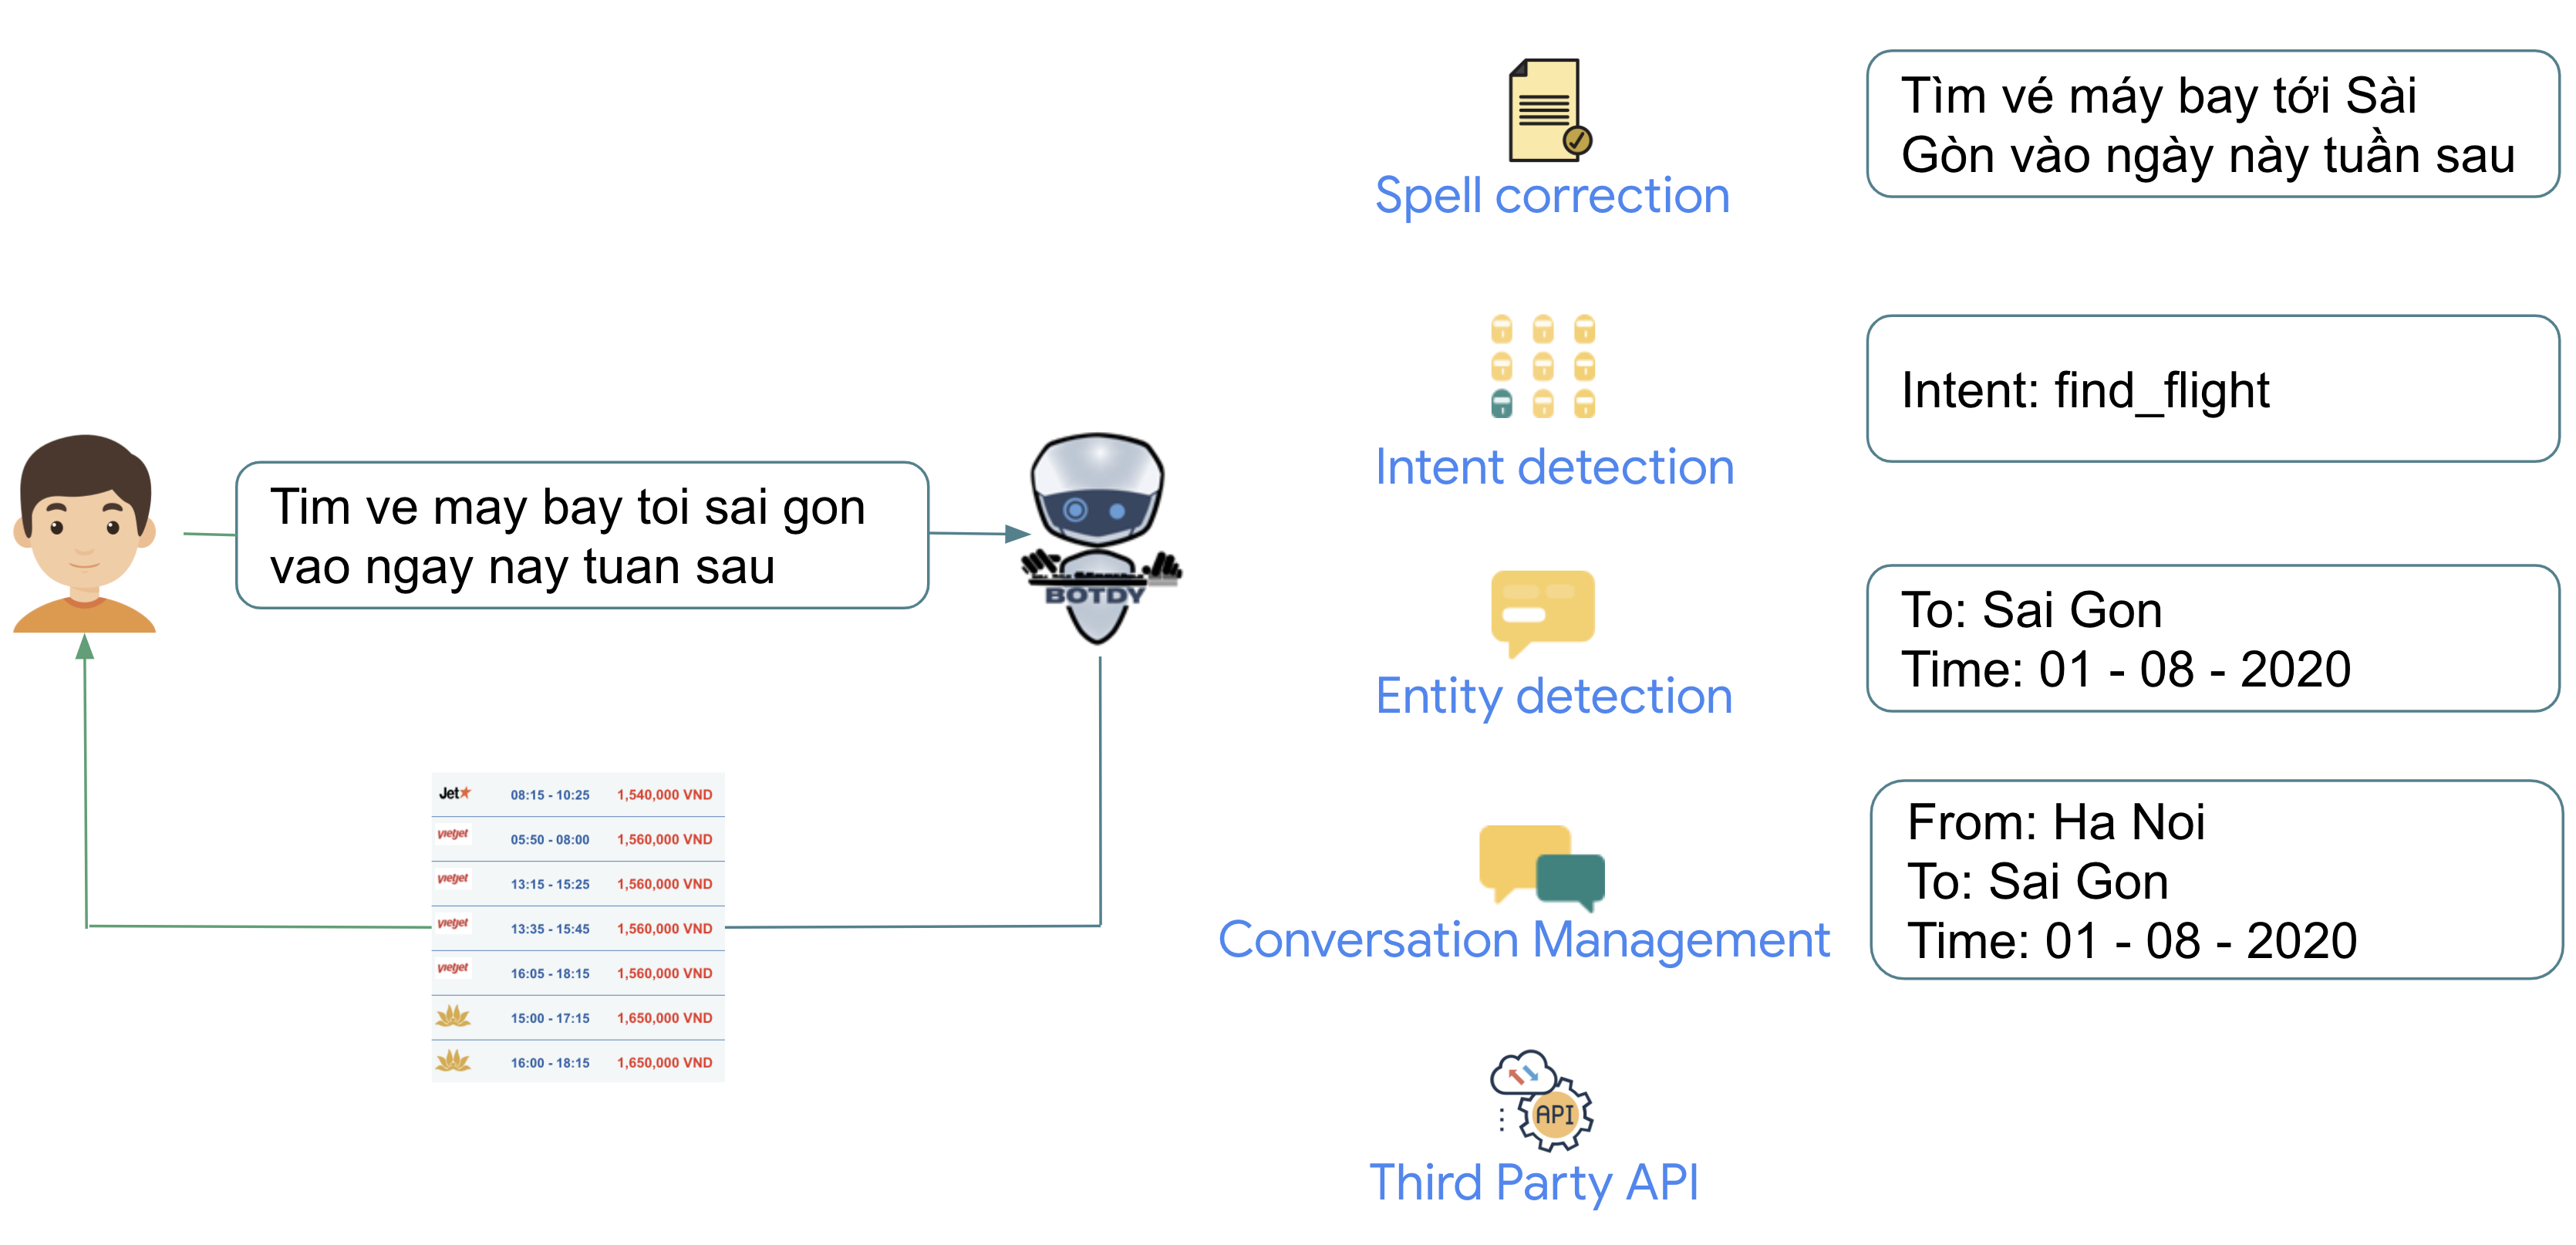 Tim ve may bay toi sai gon
vao ngay nay tuan sau
BOTDY
Jet
08:15 - 10:25 1,540,000 VND
vietjet 05:50 - 08:00 1,560,000 VND
vietjet 13:15 - 15:25 1,560,000 VND
vietjet 13:35 - 15:45 1,560,000 VND
vietjet 16:05 - 18:15 1,560,000 VND
15:00 - 17:15 1,650,000 VND
16:00 - 18:15 1,650,000 VND
Spell correction
Tìm vé máy bay tới Sài
Gòn vào ngày này tuần sau
Intent detection
Intent: find_flight
Entity detection
To: Sai Gon
Time: 01 - 08 - 2020
Conversation Management
From: Ha Noi
To: Sai Gon
Time: 01 - 08 - 2020
API
Third Party API